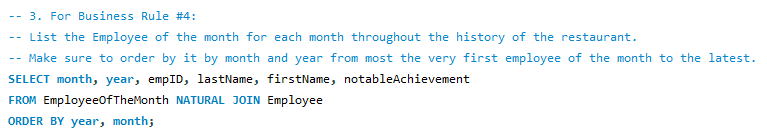 -- 3. For Business Rule #4:
-- List the Employee of the month for each month throughout the history of the restaurant.
-- Make sure to order by it by month and year from most the very first employee of the month to the latest.
SELECT month, year, empID, lastName, firstName, notableAchievement
FROM EmployeeOfTheMonth NATURAL JOIN Employee
ORDER BY year, month;